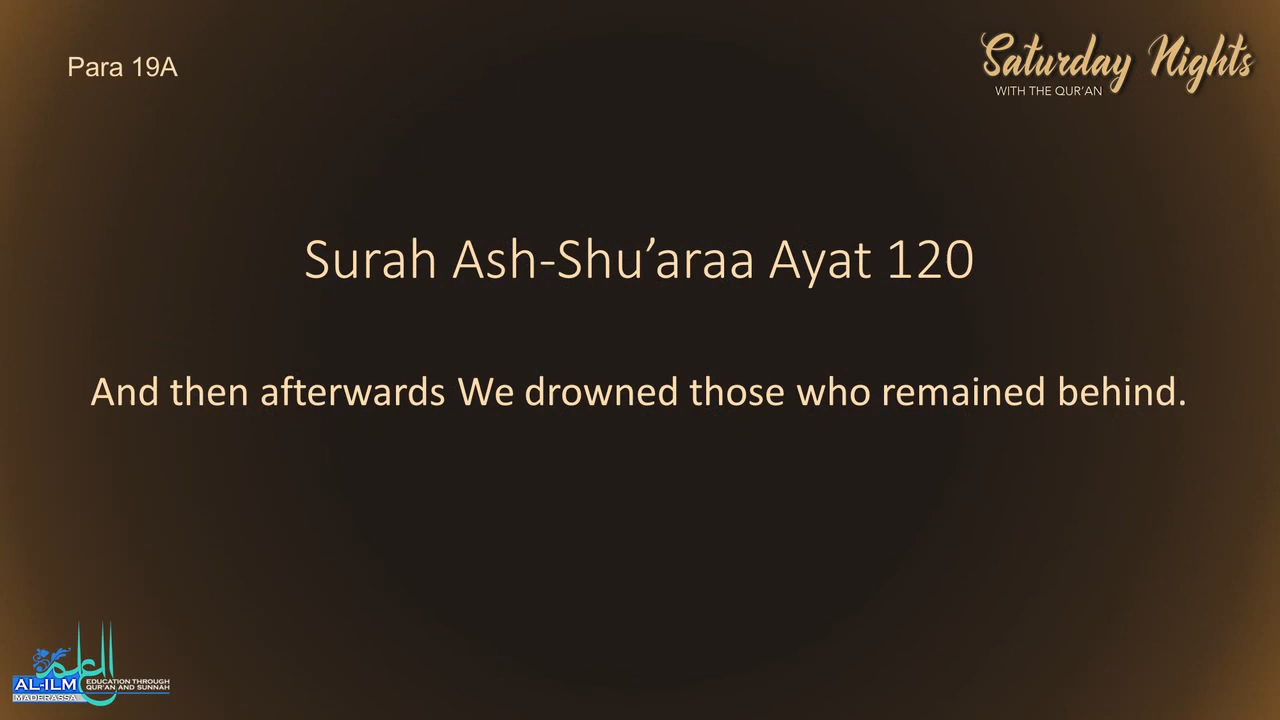 Para 19A
Saturday Nights
WITH THE QUR'AN
Surah Ash-Shu’araa Ayat 120
And then afterwards We drowned those who remained behind.
العلم
AL-ILM
MADERASSA
EDUCATION THROUGH
QUR'AN AND SUNNAH